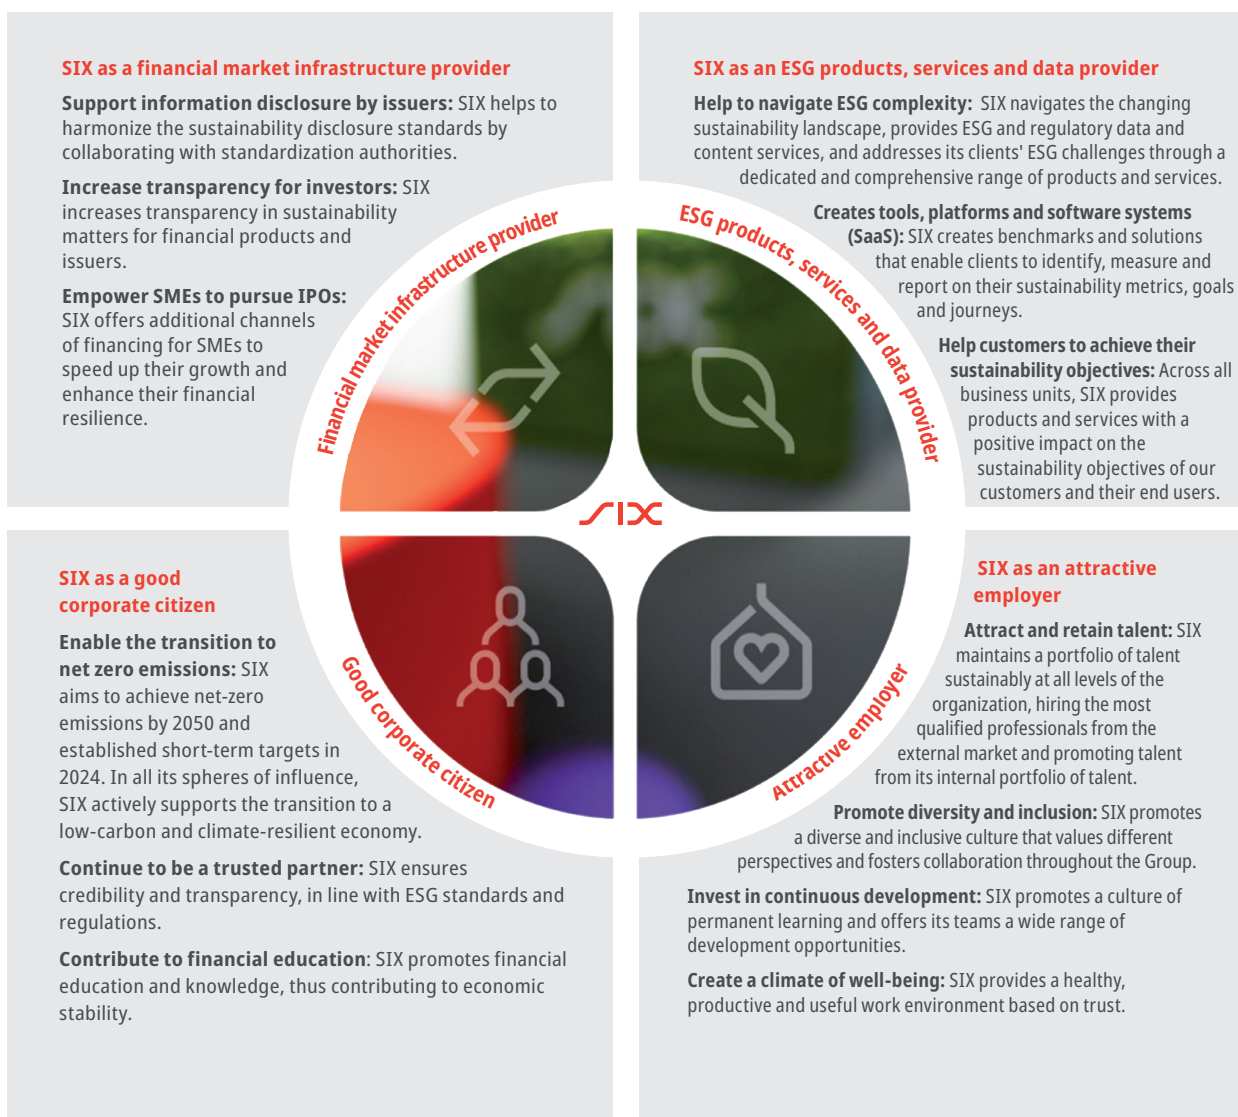 SIX as a financial market infrastructure provider
Support information disclosure by issuers: SIX helps to
harmonize the sustainability disclosure standards by
collaborating with standardization authorities.
Increase transparency for investors: SIX
increases transparency in sustainability
matters for financial products and
issuers.
Empower SMEs to pursue IPOs:
SIX offers additional channels
of financing for SMEs to
speed up their growth and
enhance their financial
resilience.
SIX as an ESG products, services and data provider
Help to navigate ESG complexity: SIX navigates the changing
sustainability landscape, provides ESG and regulatory data and
content services, and addresses its clients' ESG challenges through a
dedicated and comprehensive range of products and services.
Creates tools, platforms and software systems
(SaaS): SIX creates benchmarks and solutions
that enable clients to identify, measure and
report on their sustainability metrics, goals
and journeys.
Help customers to achieve their
sustainability objectives: Across all
business units, SIX provides
products and services with a
positive impact on the
sustainability objectives of our
customers and their end users.
Financial market infrastructure provider
ESG products, services and data provider
SIX
Good corporate citizen
Attractive employer
SIX as a good
corporate citizen
Enable the transition to
net zero emissions: SIX
aims to achieve net-zero
emissions by 2050 and
established short-term targets in
2024. In all its spheres of influence,
SIX actively supports the transition to a
low-carbon and climate-resilient economy.
Continue to be a trusted partner: SIX ensures
credibility and transparency, in line with ESG standards and
regulations.
Contribute to financial education: SIX promotes financial
education and knowledge, thus contributing to economic
stability.
SIX as an attractive
employer
Attract and retain talent: SIX
maintains a portfolio of talent
sustainably at all levels of the
organization, hiring the most
qualified professionals from the
external market and promoting talent
from its internal portfolio of talent.
Promote diversity and inclusion: SIX promotes
a diverse and inclusive culture that values different
perspectives and fosters collaboration throughout the Group.
Invest in continuous development: SIX promotes a culture of
permanent learning and offers its teams a wide range of
development opportunities.
Create a climate of well-being: SIX provides a healthy,
productive and useful work environment based on trust.